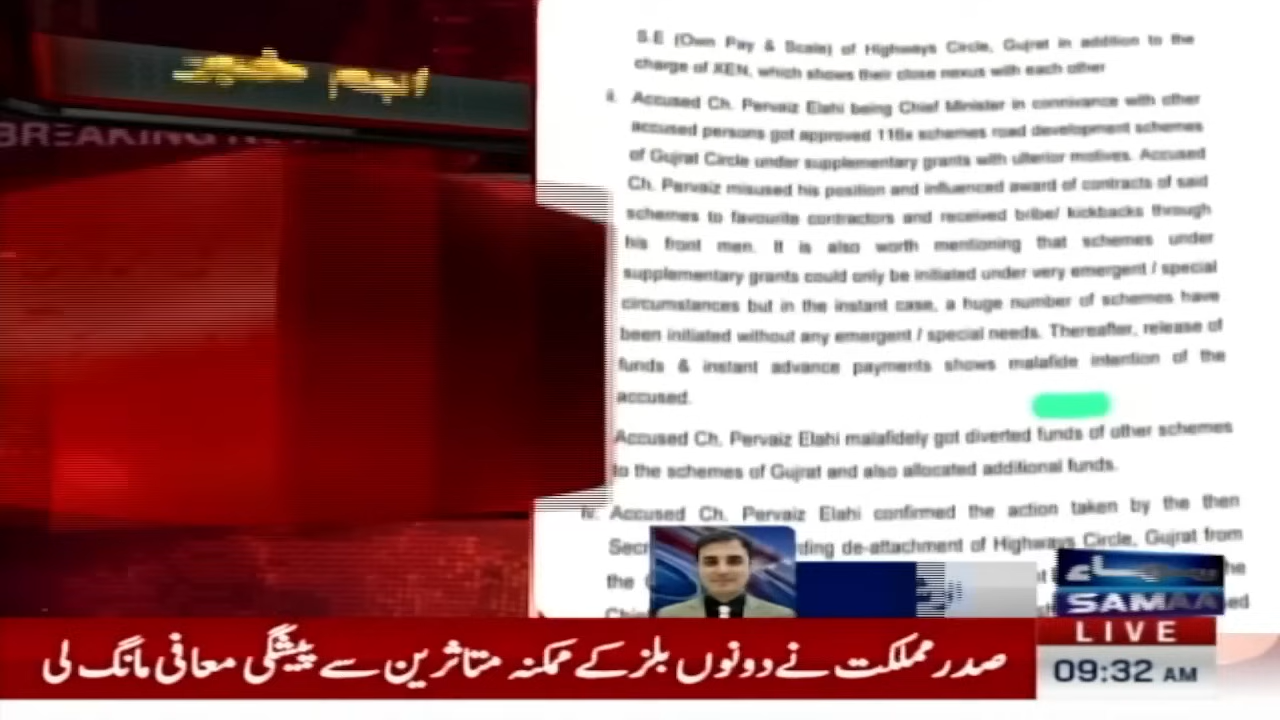 اہم خبر
BREAKING
S.E (Own Pay & Scale) of Highways Circle, Gujrat in addition to the
charge of XEN, which shows their close nexus with each other
ii. Accused Ch. Pervaiz Elahi being Chief Minister in connivance with other
accused persons got approved 116x schemes road development schemes
of Gujrat Circle under supplementary grants with ulterior motives. Accused
Ch. Pervaiz misused his position and influenced award of contracts of said
schemes to favourite contractors and received bribe/ kickbacks through
his front men. It is also worth mentioning that schemes under
supplementary grants could only be initiated under very emergent / special
circumstances but in the instant case, a huge number of schemes have
been initiated without any emergent / special needs. Thereafter, release of
funds & instant advance payments shows malafide intention of the
accused.
Accused Ch. Pervaiz Elahi malafidely got diverted funds of other schemes
to the schemes of Gujrat and also allocated additional funds.
iv. Accused Ch. Pervaiz Elahi confirmed the action taken by the then
de-attachment of Highways Circle, Gujrat from
the
سماء
SAMAA
LIVE
09:32 AM
صدر مملکت نے دونوں بلز کے ممکنہ متاثرین سے پیشگی معافی مانگ لی